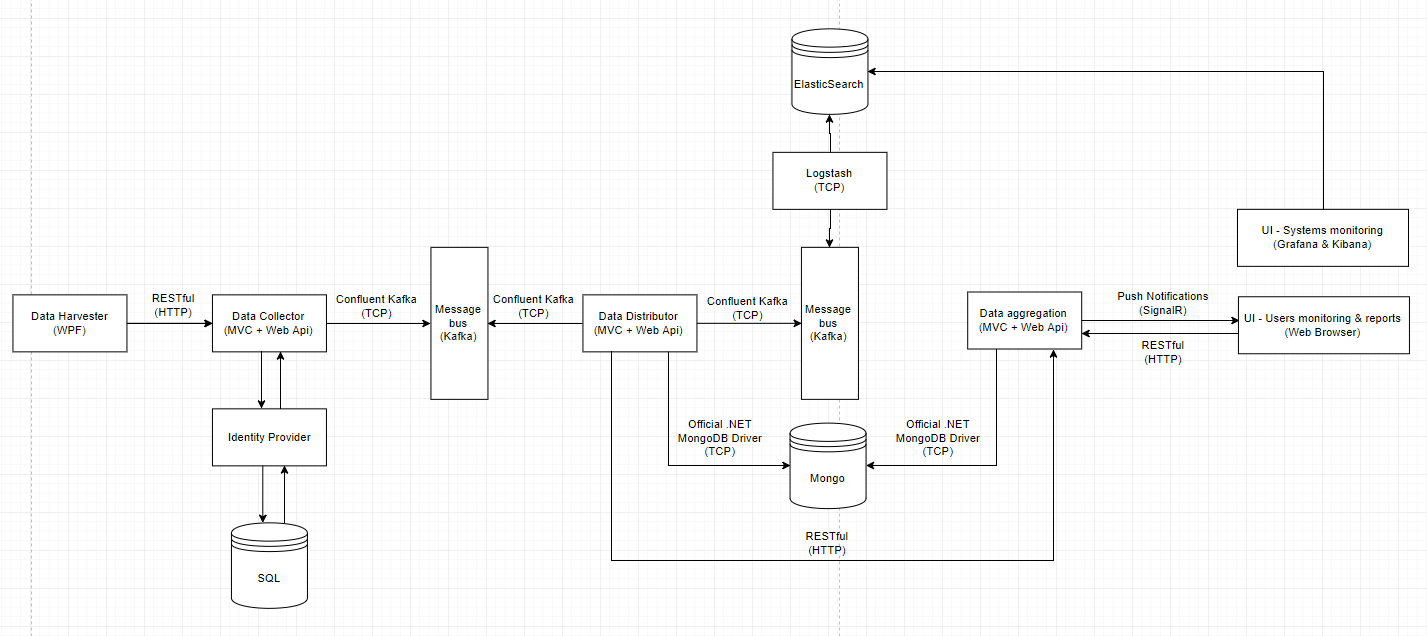 ElasticSearch
Logstash
(TCP)
UI - Systems monitoring
(Grafana & Kibana)
Data Harvester
(WPF)
RESTful
(HTTP)
Data Collector
(MVC + Web Api)
Confluent Kafka
(TCP)
Message
bus
(Kafka)
Confluent Kafka
(TCP)
Data Distributor
(MVC + Web Api)
Confluent Kafka
(TCP)
Message
bus
(Kafka)
Data aggregation
(MVC + Web Api)
Push Notifications
(SignalR)
RESTful
(HTTP)
UI - Users monitoring & reports
(Web Browser)
Identity Provider
Official .NET
MongoDB Driver
(TCP)
Mongo
Official .NET
MongoDB Driver
(TCP)
RESTful
(HTTP)
SQL